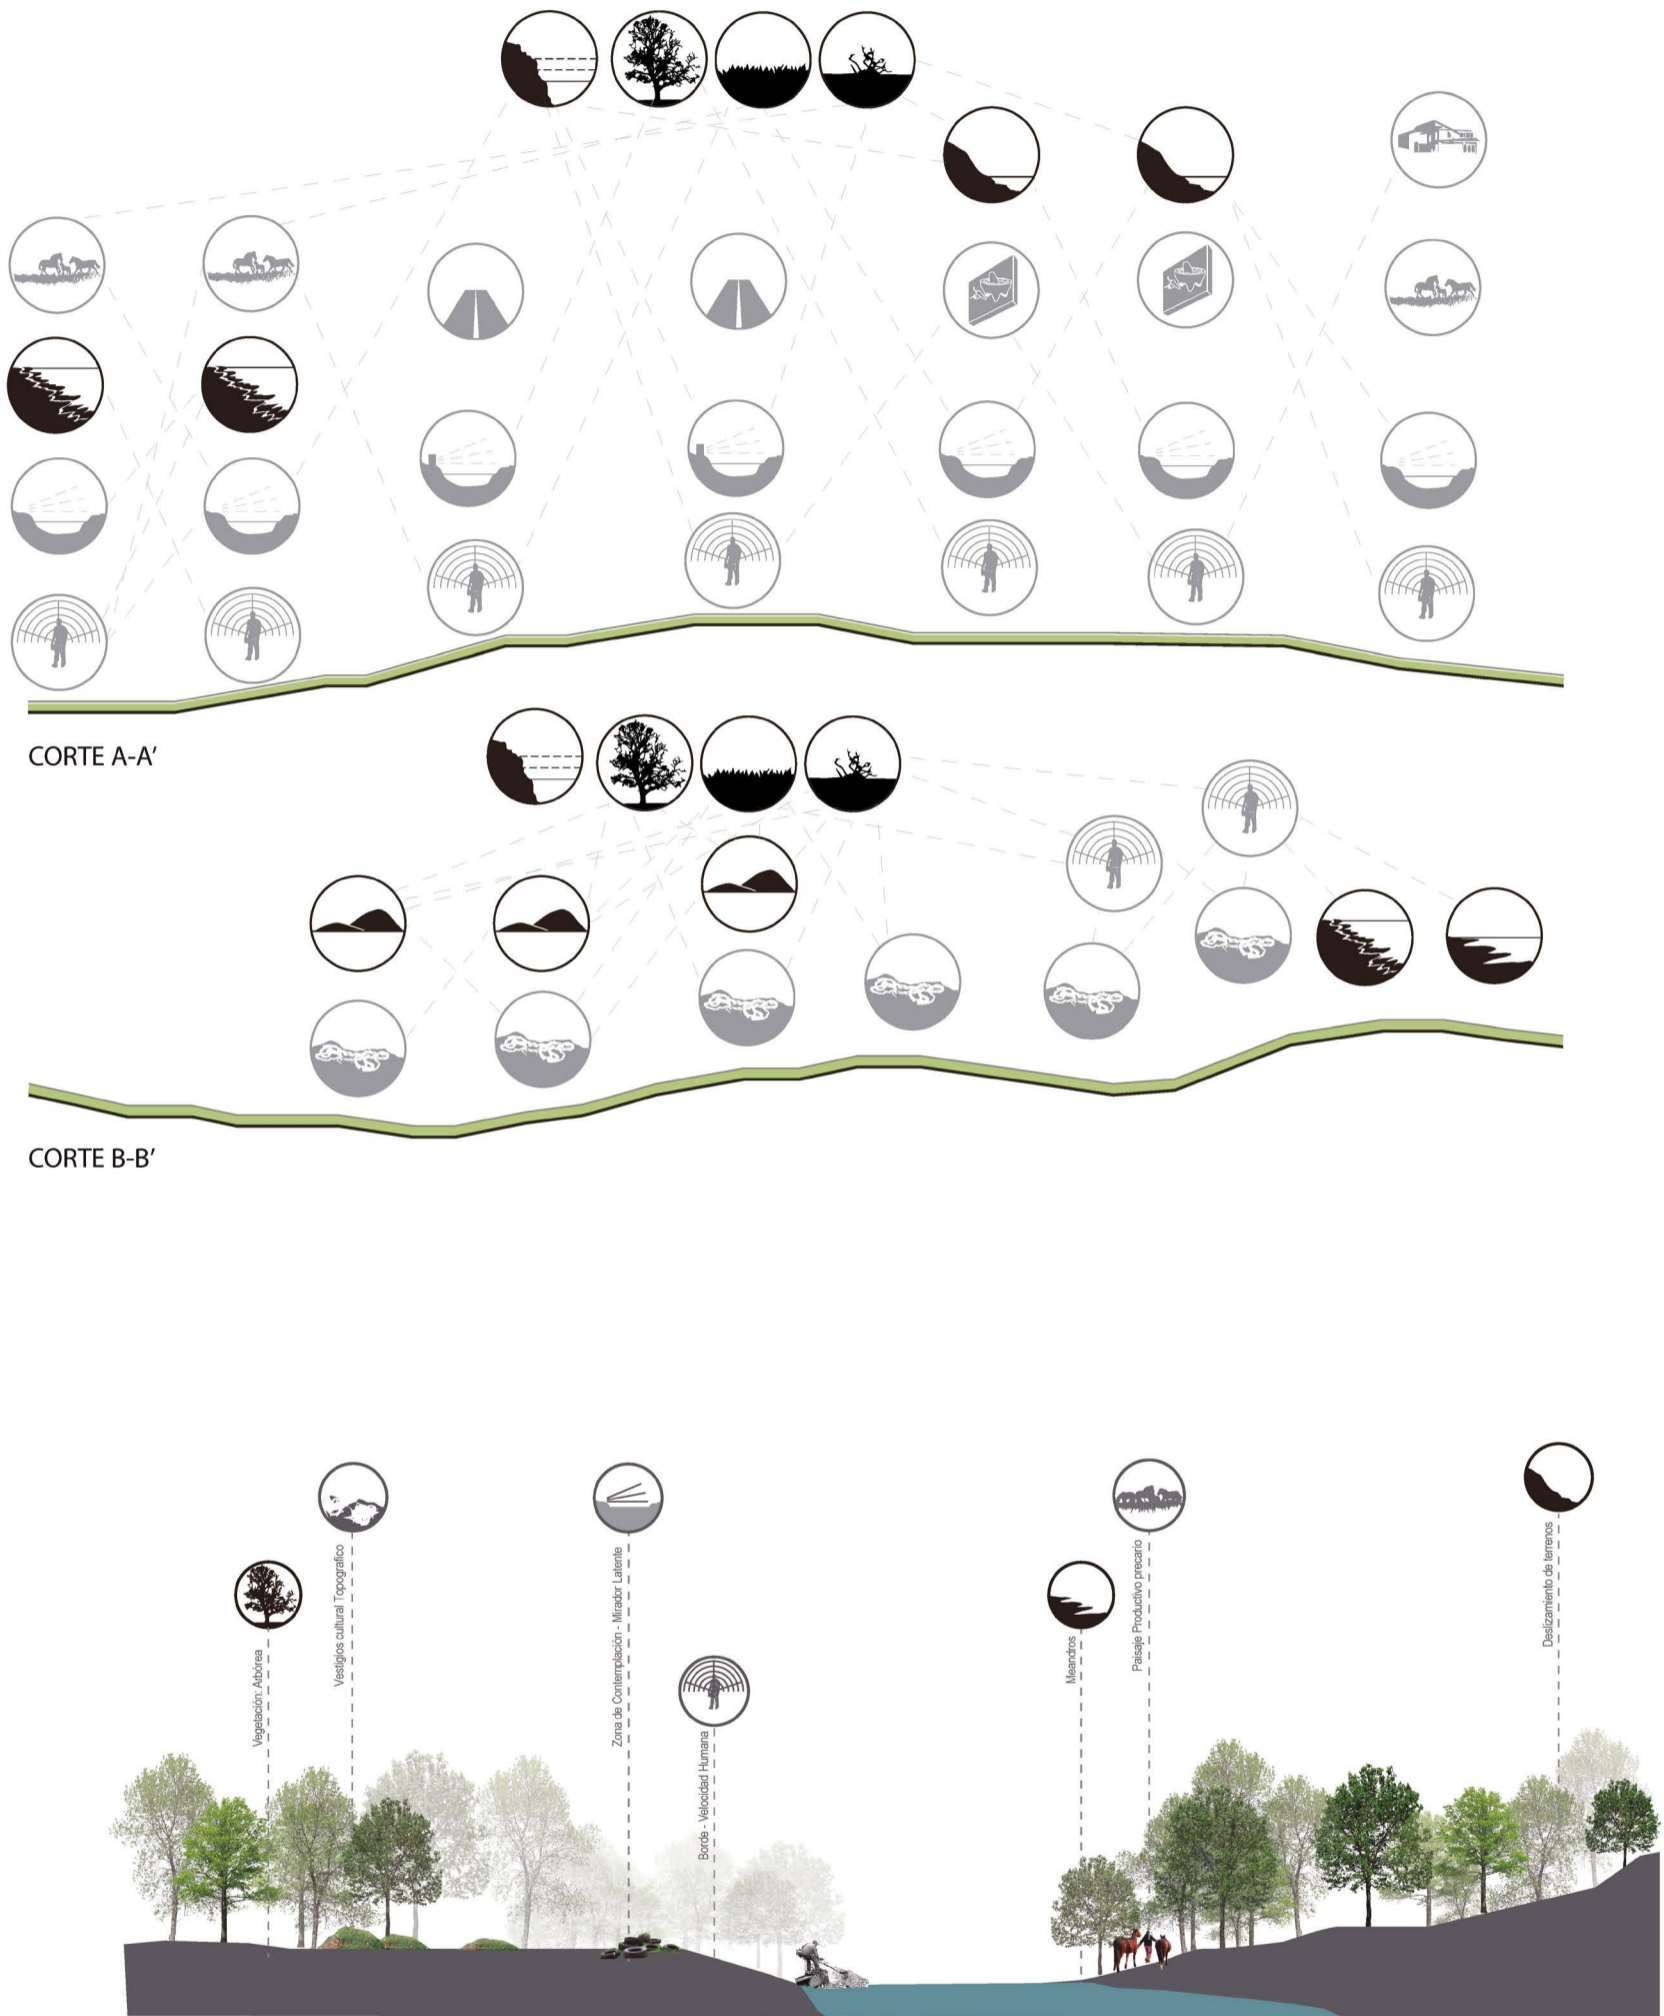 CORTE A-A'
CORTE B-B'
Vegetación: Arbórea
Vestigios cultural Topografico
Zona de Contemplación - Mirador Latente
Borde - Velocidad Humana
Meandros
Paisaje Productivo precario
Deslizamiento de terrenos